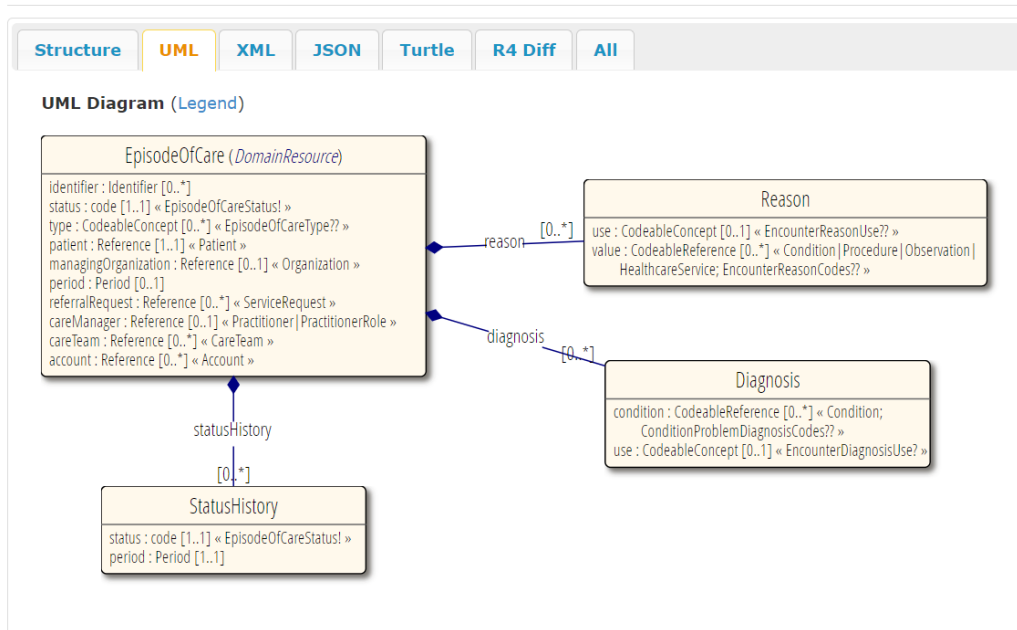 Structure UML XML JSON Turtle R4 Diff All
UML Diagram (Legend)
EpisodeOfCare (DomainResource)
identifier : Identifier [0..*]
status : code [1..1] « EpisodeOfCareStatus! »
type : CodeableConcept [0..*] « EpisodeOfCareType?? »
patient : Reference [1..1] « Patient »
managingOrganization : Reference [0..1] « Organization »
period : Period [0..1]
referralRequest : Reference [0..*] « ServiceRequest »
careManager : Reference [0..1] « Practitioner|PractitionerRole »
careTeam : Reference [0..*] « CareTeam »
account : Reference [0..*] « Account »
reason
[0..*]
Reason
use : CodeableConcept [0..1] « EncounterReasonUse?? »
value : CodeableReference [0..*] « Condition|Procedure|Observation|
HealthcareService; EncounterReasonCodes?? »
diagnosis
[0..*]
Diagnosis
condition : CodeableReference [0..*] « Condition;
ConditionProblemDiagnosisCodes?? »
use : CodeableConcept [0..1] « EncounterDiagnosisUse? »
statusHistory
[0..*]
StatusHistory
status : code [1..1] « EpisodeOfCareStatus! »
period : Period [1..1]